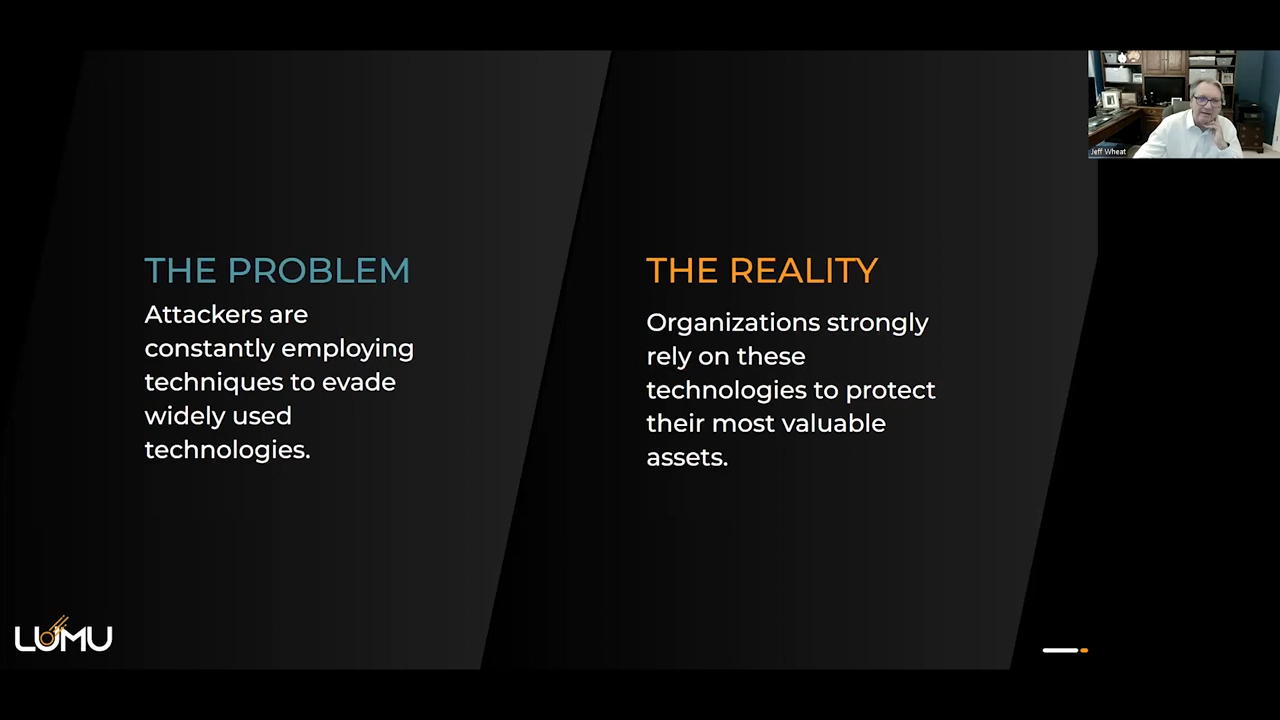 THE PROBLEM
Attackers are
constantly employing
techniques to evade
widely used
technologies.
THE REALITY
Organizations strongly
rely on these
technologies to protect
their most valuable
assets.
Jeff Wheat
LUMU